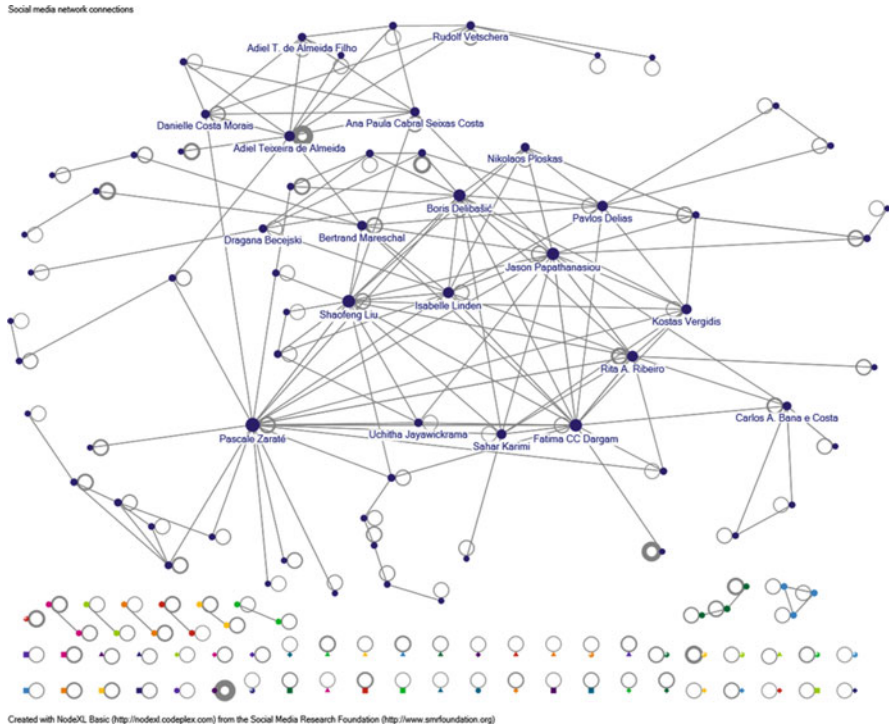 Social media network connections
Rudolf Vetschera
Adiel T. de Almeida Filho
Danielle Costa Morais
Ana Paula Cabral Seixas Costa
Adiel Teixeira de Almeida
Nikolaos Ploskas
Boris Delibašić
Pavlos Delias
Dragana Becejski
Bertrand Mareschal
Jason Papathanasiou
Isabelle Linden
Shaofeng Liu
Kostas Vergidis
Rita A. Ribeiro
Carlos A. Bana e Costa
Pascale Zaraté
Uchitha Jayawickrama
Sahar Karimi
Fatima CC Dargam
Created with NodeXL Basic (http://nodexl.codeplex.com) from the Social Media Research Foundation (http://www.smrfoundation.org)